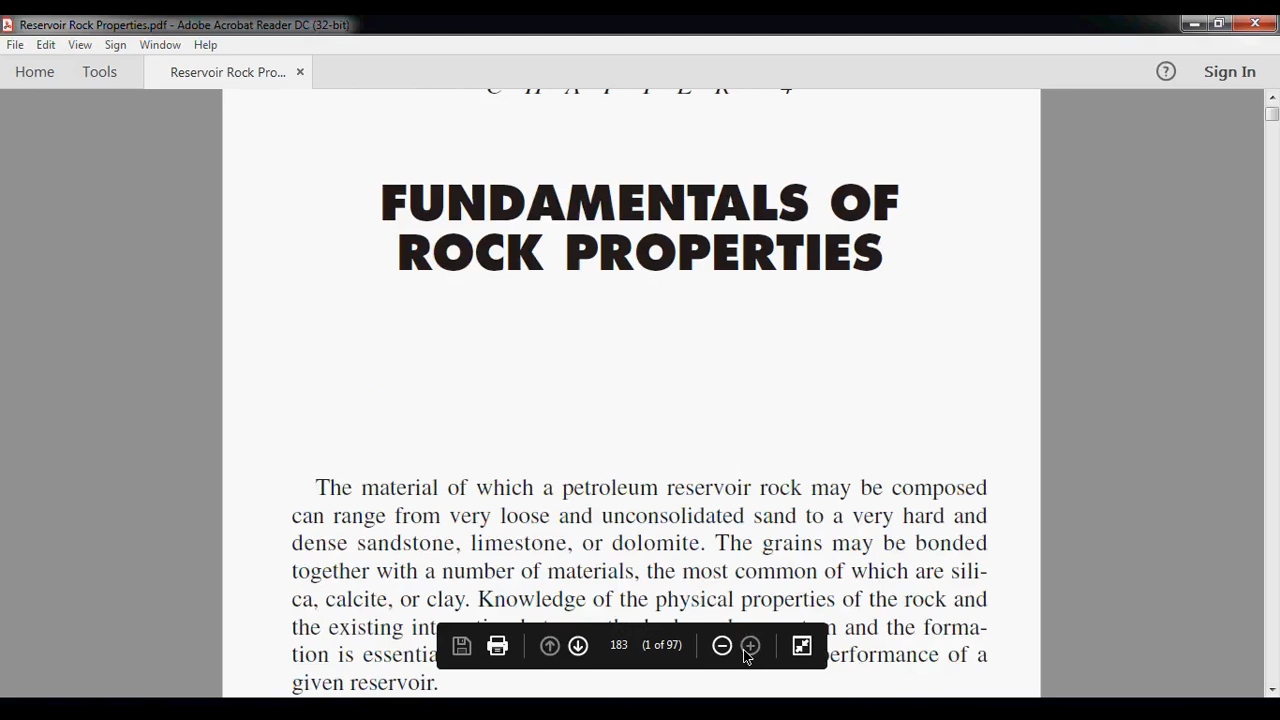 Reservoir Rock Properties.pdf - Adobe Acrobat Reader DC (32-bit)
File Edit View Sign Window Help
Home Tools Reservoir Rock Pro... × ? Sign In
FUNDAMENTALS OF
ROCK PROPERTIES
The material of which a petroleum reservoir rock may be composed
can range from very loose and unconsolidated sand to a very hard and
dense sandstone, limestone, or dolomite. The grains may be bonded
together with a number of materials, the most common of which are sili-
ca, calcite, or clay. Knowledge of the physical properties of the rock and
the existing and the forma-
tion is performance of a
given reservoir.
183 (1 of 97)